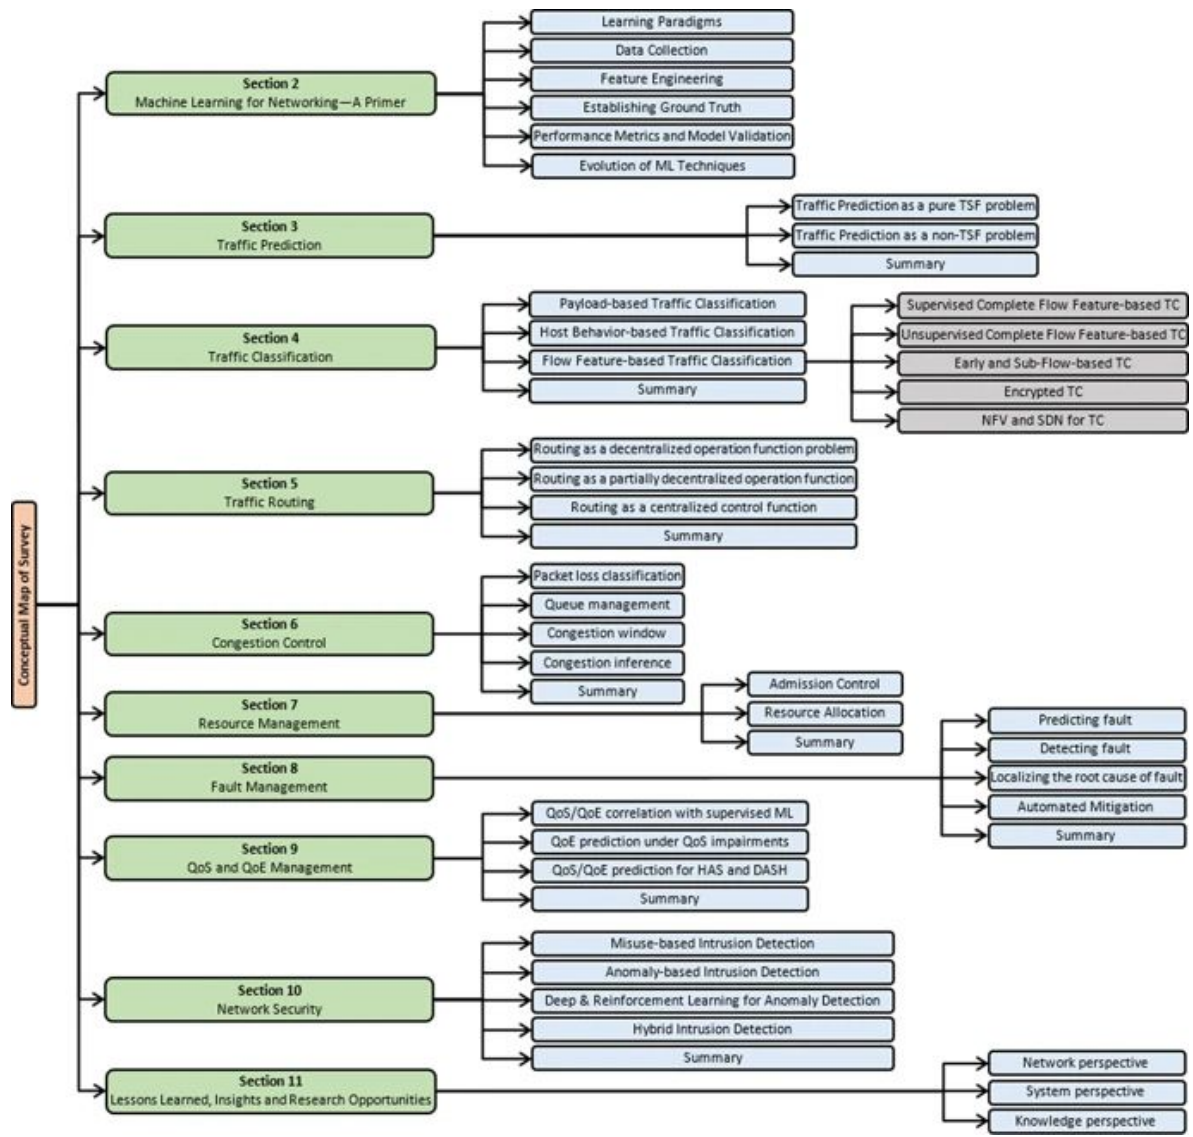 Conceptual Map of Survey
Section 2
Machine Learning for Networking—A Primer
Learning Paradigms
Data Collection
Feature Engineering
Establishing Ground Truth
Performance Metrics and Model Validation
Evolution of ML Techniques
Section 3
Traffic Prediction
Traffic Prediction as a pure TSF problem
Traffic Prediction as a non-TSF problem
Summary
Section 4
Traffic Classification
Payload-based Traffic Classification
Host Behavior-based Traffic Classification
Flow Feature-based Traffic Classification
Summary
Supervised Complete Flow Feature-based TC
Unsupervised Complete Flow Feature-based TC
Early and Sub-Flow-based TC
Encrypted TC
NFV and SDN for TC
Section 5
Traffic Routing
Routing as a decentralized operation function problem
Routing as a partially decentralized operation function
Routing as a centralized control function
Summary
Section 6
Congestion Control
Packet loss classification
Queue management
Congestion window
Congestion inference
Summary
Section 7
Resource Management
Admission Control
Resource Allocation
Summary
Section 8
Fault Management
Predicting fault
Detecting fault
Localizing the root cause of fault
Automated Mitigation
Summary
Section 9
QoS and QoE Management
QoS/QoE correlation with supervised ML
QoE prediction under QoS impairments
QoS/QoE prediction for HAS and DASH
Summary
Section 10
Network Security
Misuse-based Intrusion Detection
Anomaly-based Intrusion Detection
Deep & Reinforcement Learning for Anomaly Detection
Hybrid Intrusion Detection
Summary
Section 11
Lessons Learned, Insights and Research Opportunities
Network perspective
System perspective
Knowledge perspective